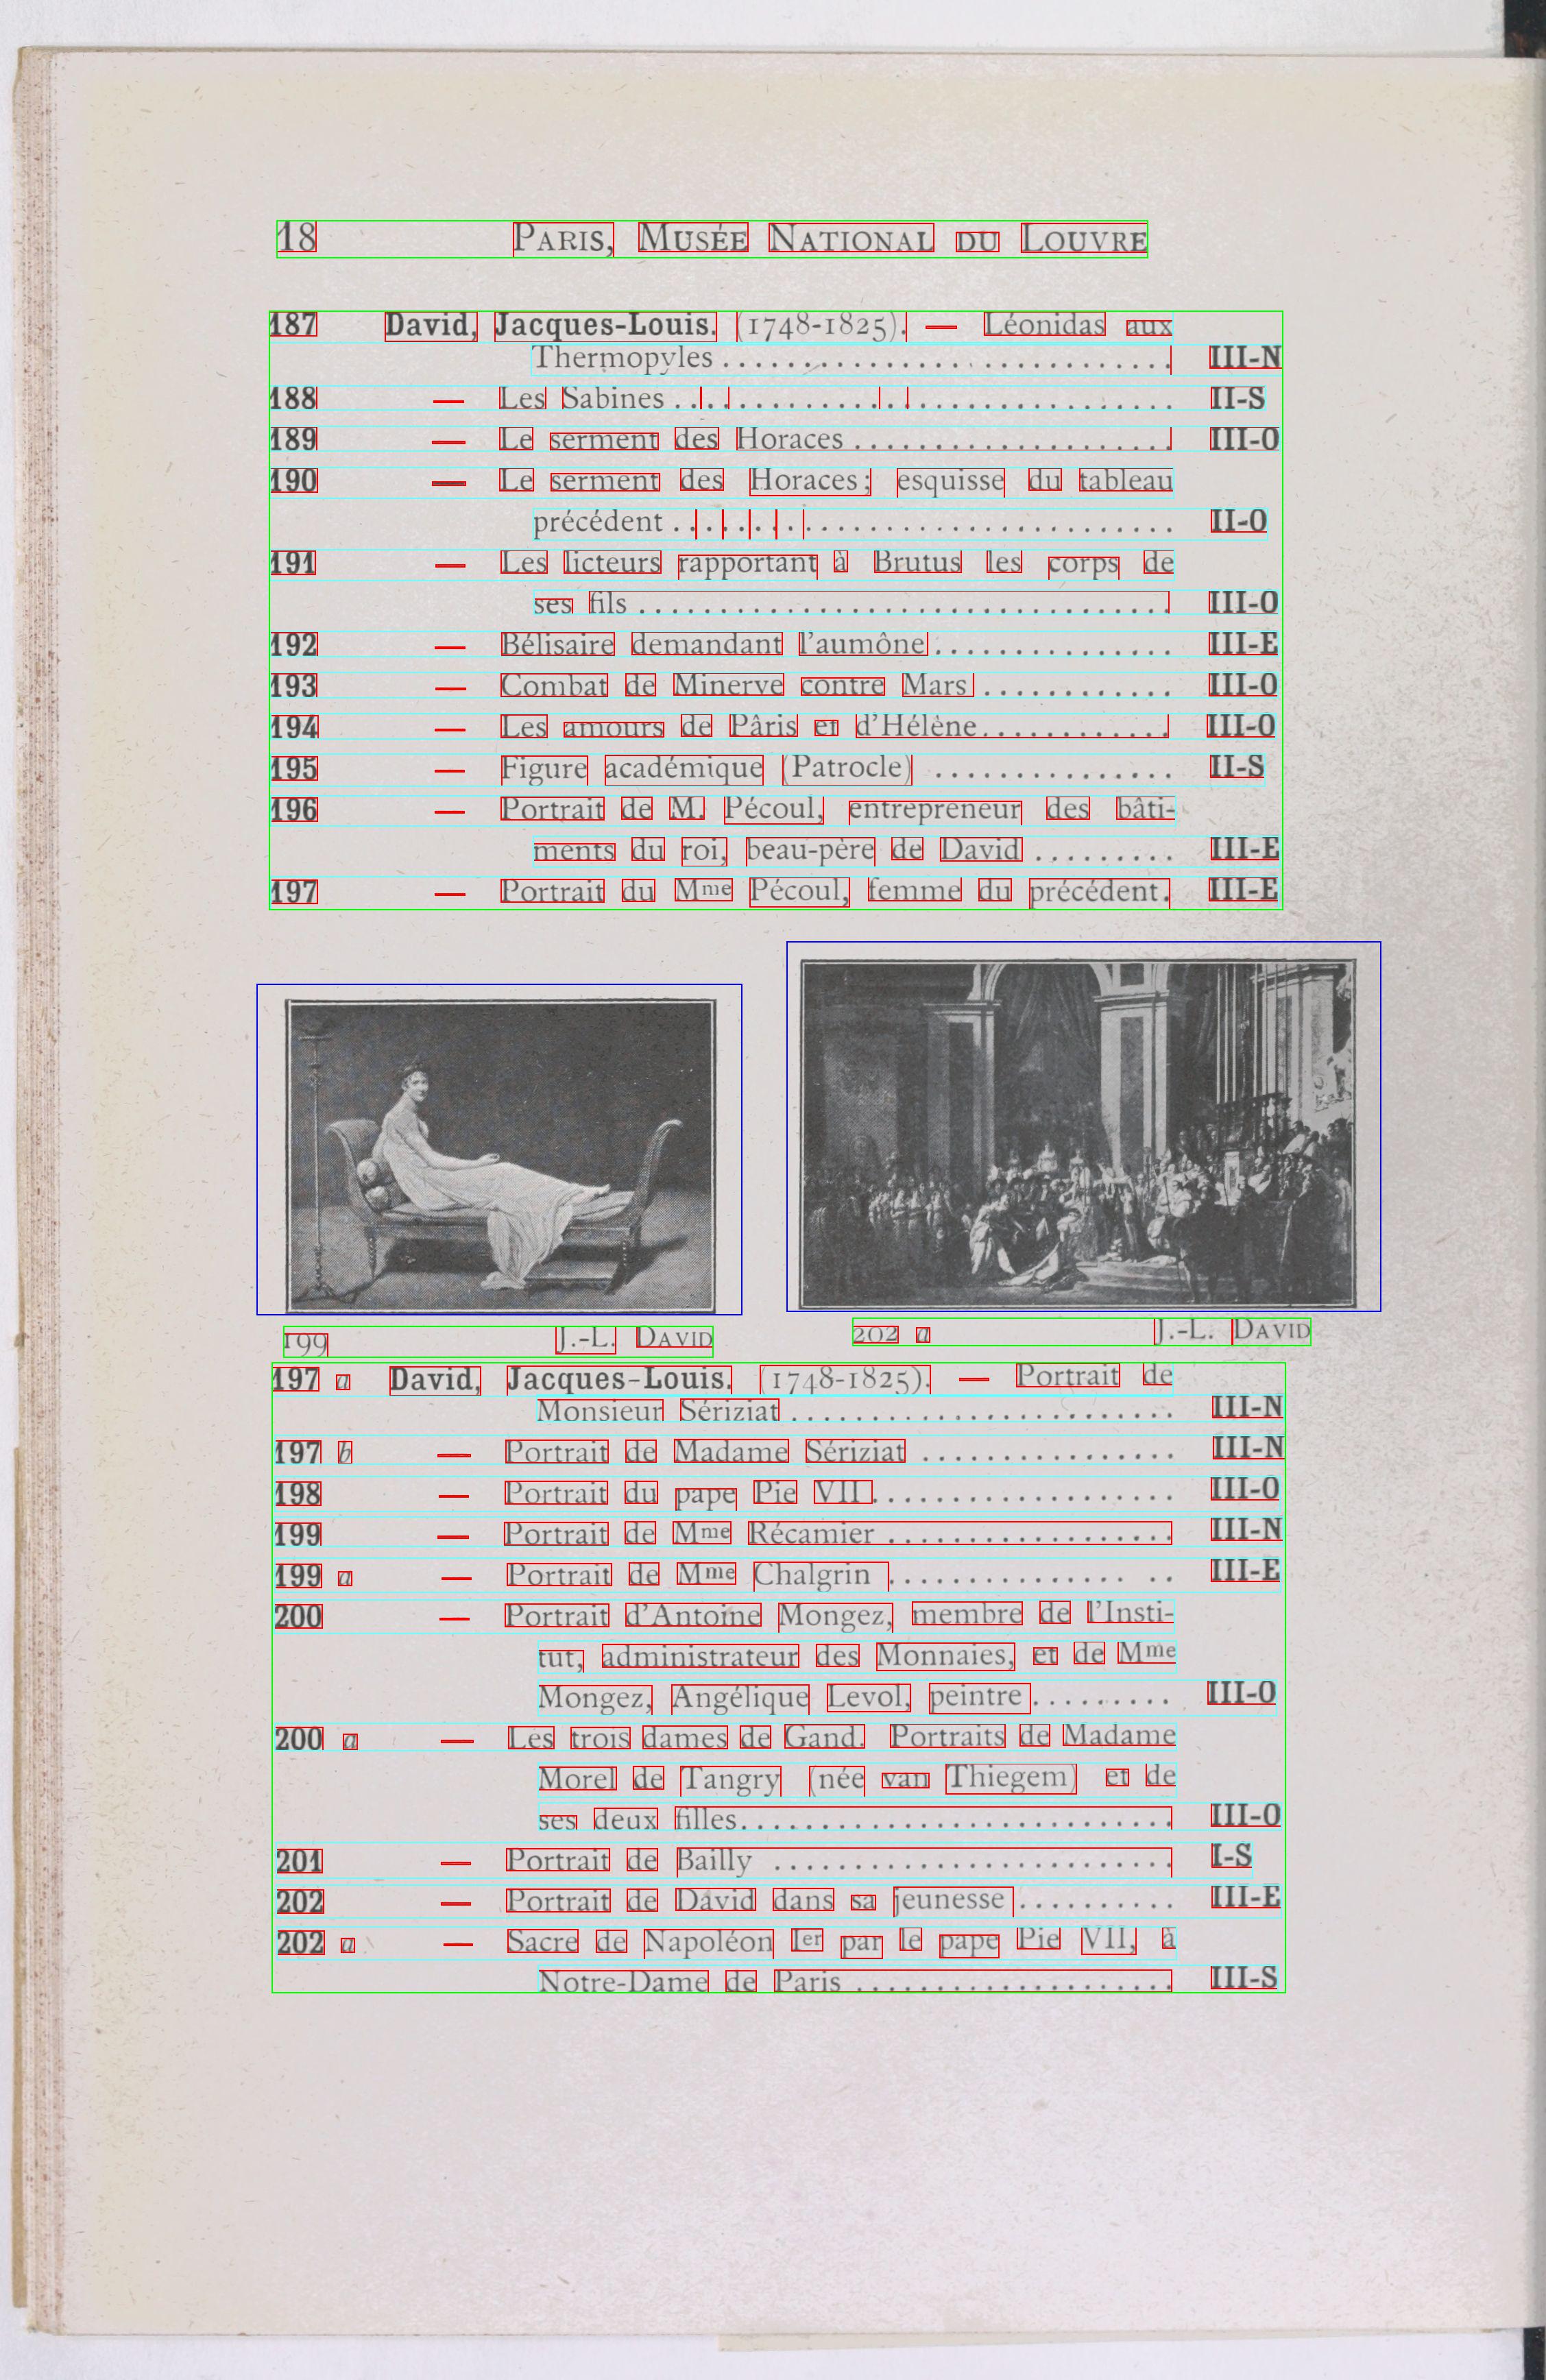 18 PARIS, MUSÉE NATIONAL DU LOUVRE
187 David, Jacques-Louis. (1748-1825). — Léonidas aux
Thermopyles ............................ III-N
188 — Les Sabines ................................ II-S
189 — Le serment des Horaces ........................ III-O
190 — Le serment des Horaces; esquisse du tableau
précédent ................................ II-O
191 — Les licteurs rapportant à Brutus les corps de
ses fils ................................ III-O
192 — Bélisaire demandant l'aumône.................. III-E
193 — Combat de Minerve contre Mars .............. III-O
194 — Les amours de Pâris et d'Hélène.............. III-O
195 — Figure académique (Patrocle) ............... II-S
196 — Portrait de M. Pécoul, entrepreneur des bâti-
ments du roi, beau-père de David ......... III-E
197 — Portrait du Mme Pécoul, femme du précédent. III-E
199 J.-L. DAVID
202 a J.-L. DAVID
197 a David, Jacques-Louis. (1748-1825). — Portrait de
Monsieur Sériziat ........................ III-N
197 b — Portrait de Madame Sériziat ................ III-N
198 — Portrait du pape Pie VII.................... III-O
199 — Portrait de Mme Récamier ..................... III-N
199 a — Portrait de Mme Chalgrin ............... .. III-E
200 — Portrait d'Antoine Mongez, membre de l'Insti-
tut, administrateur des Monnaies, et de Mme
Mongez, Angélique Levol, peintre.......... III-O
200 a — Les trois dames de Gand. Portraits de Madame
Morel de Tangry (née van Thiegem) et de
ses deux filles............................ III-O
201 — Portrait de Bailly .......................... I-S
202 — Portrait de David dans sa jeunesse............ III-E
202 a — Sacre de Napoléon Ier par le pape Pie VII, à
Notre-Dame de Paris ..................... III-S